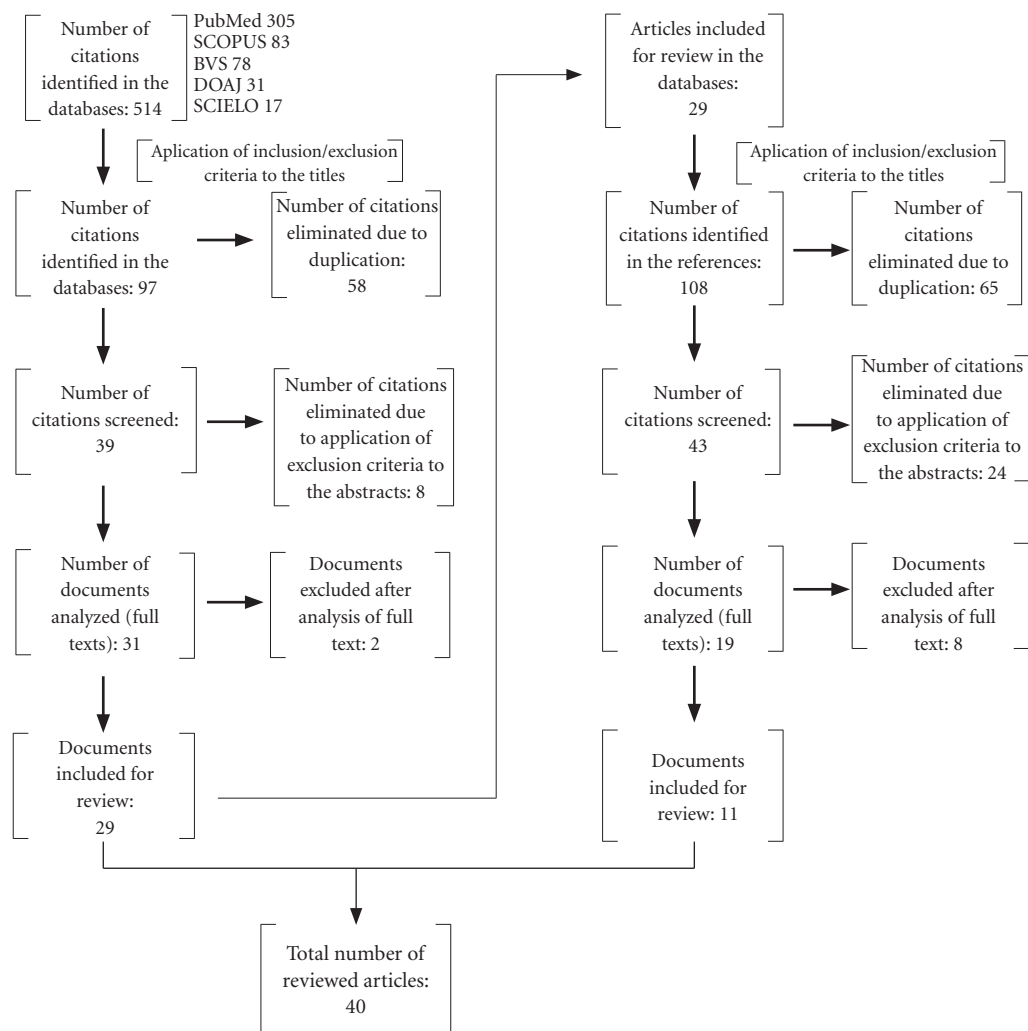 Number of
citations
identified in the
databases: 514
PubMed 305
SCOPUS 83
BVS 78
DOAJ 31
SCIELO 17
Aplication of inclusion/exclusion
criteria to the titles
Number of
citations
identified in the
databases: 97
Number of citations
eliminated due to
duplication:
58
Number of
citations screened:
39
Number of citations
eliminated due
to application of
exclusion criteria to
the abstracts: 8
Number of
documents
analyzed (full
texts): 31
Documents
excluded after
analysis of full
text: 2
Documents
included for
review:
29
Articles included
for review in the
databases:
29
Aplication of inclusion/exclusion
criteria to the titles
Number of
citations identified
in the references:
108
Number of
citations
eliminated due to
duplication: 65
Number of
citations screened:
43
Number of citations
eliminated due
to application of
exclusion criteria to
the abstracts: 24
Number of
documents
analyzed (full
texts): 19
Documents
excluded after
analysis of full
text: 8
Documents
included for
review: 11
Total number of
reviewed articles:
40